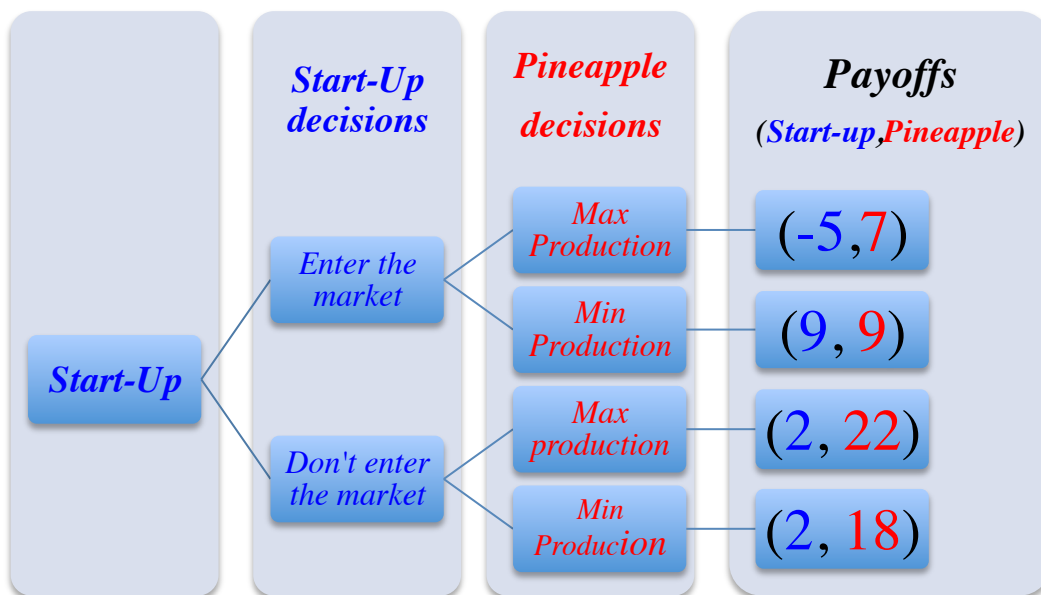 Start-Up
decisions
Pineapple
decisions
Payoffs
(Start-up,Pineapple)
Start-Up
Enter the
market
Don't enter
the market
Max
Production
Min
Production
Max
production
Min
Producion
(-5,7)
(9, 9)
(2, 22)
(2, 18)